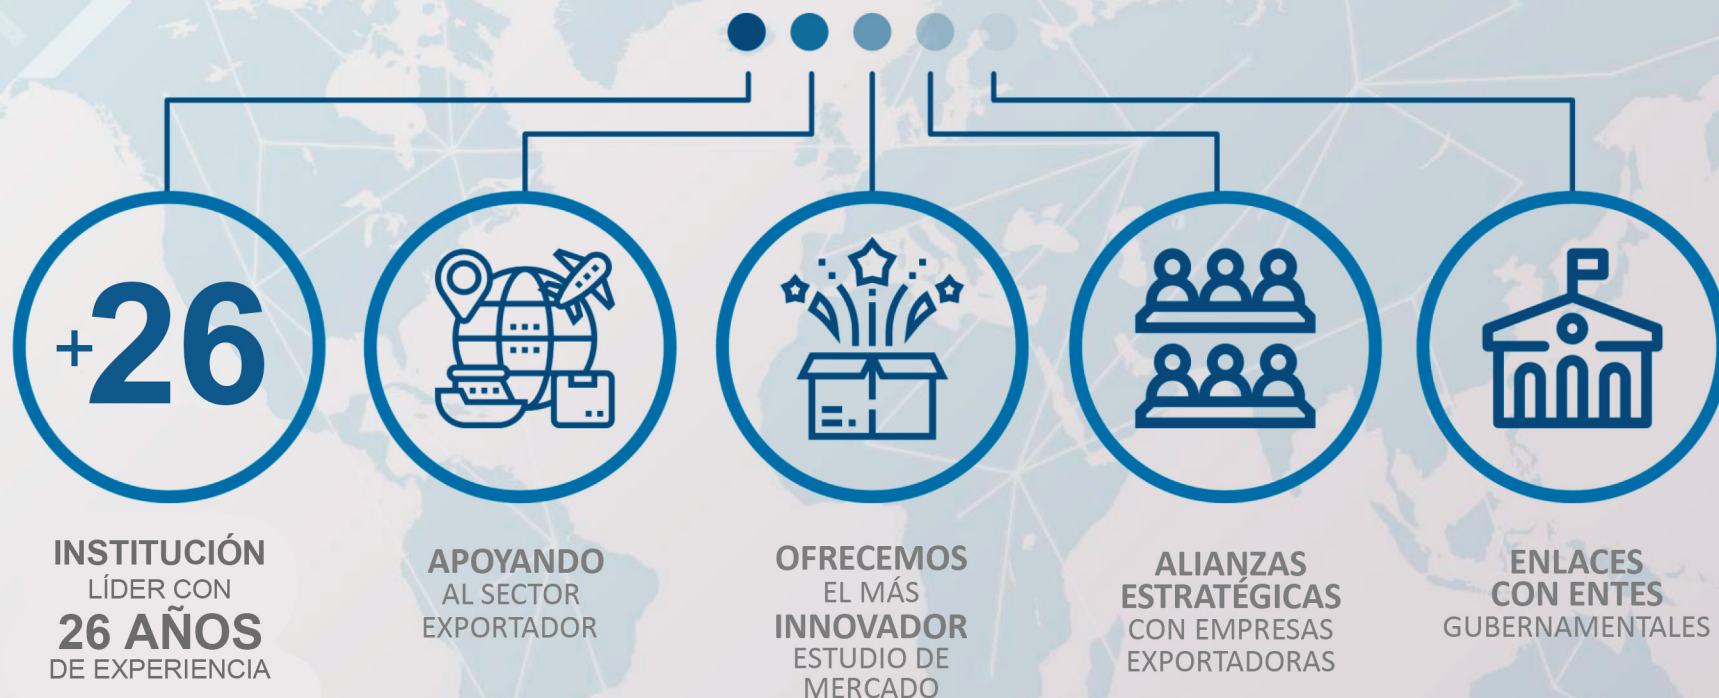 +26
INSTITUCIÓN
LÍDER CON
26 AÑOS
DE EXPERIENCIA
APOYANDO
AL SECTOR
EXPORTADOR
OFRECEMOS
EL MÁS
INNOVADOR
ESTUDIO DE
MERCADO
ALIANZAS
ESTRATÉGICAS
CON EMPRESAS
EXPORTADORAS
ENLACES
CON ENTES
GUBERNAMENTALES